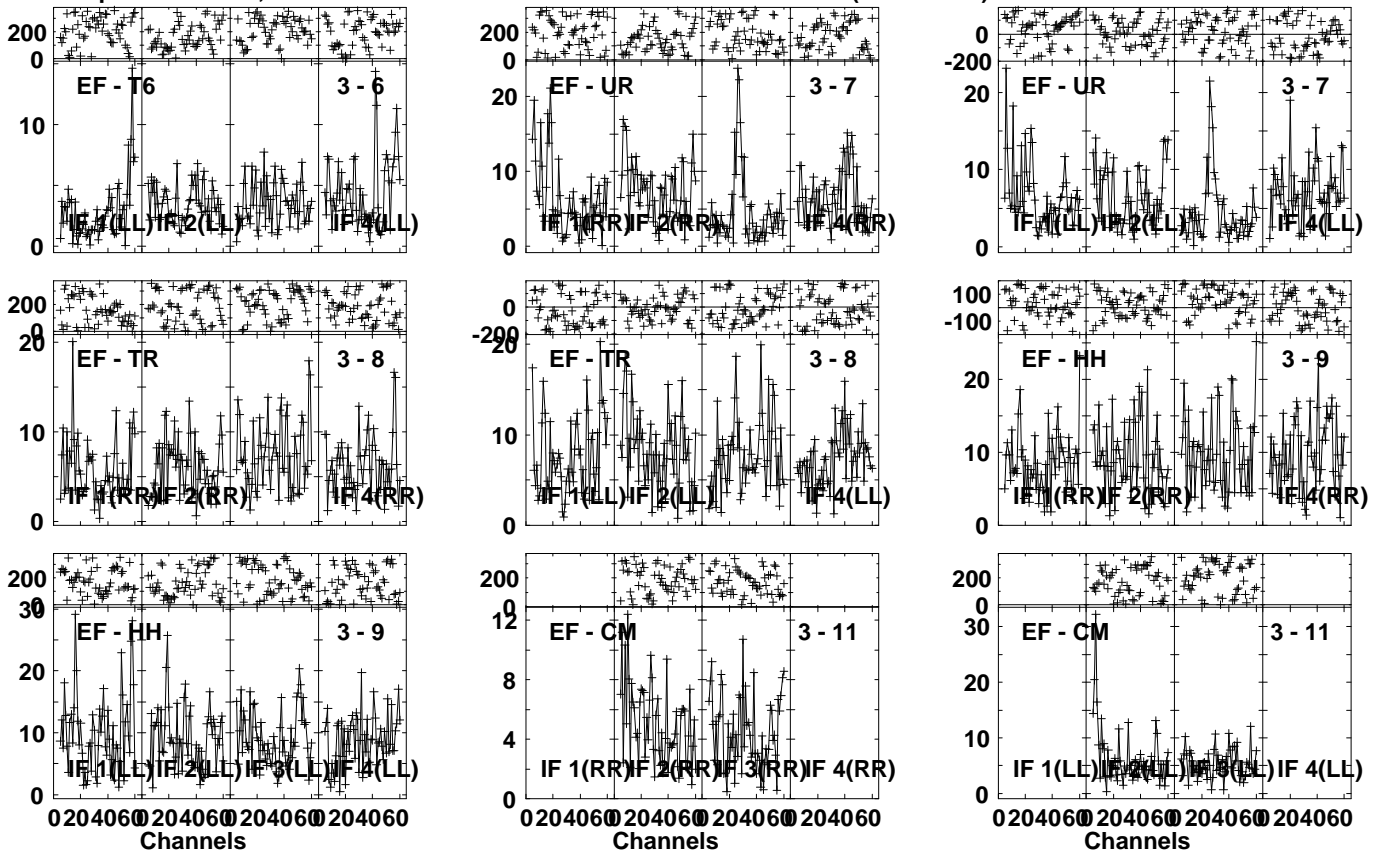 200
0
10
0
EF - T6
3 - 6
IF 1(LL)
IF 2(LL)
IF 4(LL)
20
10
0
EF - UR
3 - 7
IF 1(RR)
IF 2(RR)
IF 4(RR)
0
-200
20
10
0
EF - UR
3 - 7
IF 1(LL)
IF 2(LL)
IF 4(LL)
200
0
20
10
0
EF - TR
3 - 8
IF 1(RR)
IF 2(RR)
IF 4(RR)
0
-200
20
10
0
EF - TR
3 - 8
IF 1(LL)
IF 2(LL)
IF 4(LL)
100
-100
20
10
0
EF - HH
3 - 9
IF 1(RR)
IF 2(RR)
IF 4(RR)
200
0
30
20
10
0
EF - HH
3 - 9
IF 1(LL)
IF 2(LL)
IF 3(LL)
IF 4(LL)
0 20 40 60 0 20 40 60 0 20 40 60 0 20 40 60
Channels
200
0
12
8
4
0
EF - CM
3 - 11
IF 1(RR)
IF 2(RR)
IF 3(RR)
IF 4(RR)
0 20 40 60 0 20 40 60 0 20 40 60 0 20 40 60
Channels
200
0
30
20
10
0
EF - CM
3 - 11
IF 1(LL)
IF 2(LL)
IF 3(LL)
IF 4(LL)
0 20 40 60 0 20 40 60 0 20 40 60 0 20 40 60
Channels